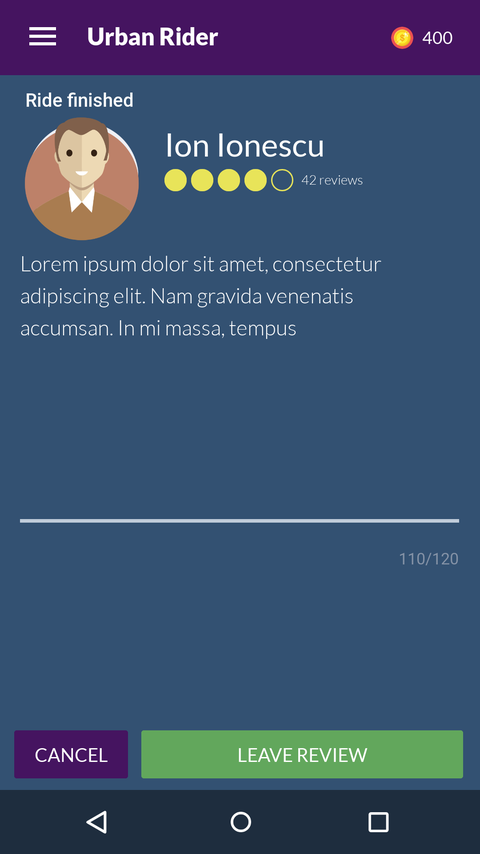 Urban Rider
400
Ride finished
Ion Ionescu
42 reviews
Lorem ipsum dolor sit amet, consectetur
adipiscing elit. Nam gravida venenatis
accumsan. In mi massa, tempus
110/120
CANCEL
LEAVE REVIEW